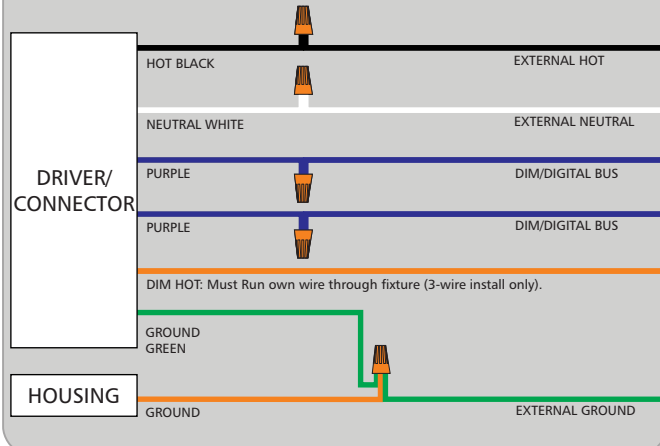 HOT BLACK
EXTERNAL HOT
NEUTRAL WHITE
EXTERNAL NEUTRAL
DRIVER/
CONNECTOR
PURPLE
DIM/DIGITAL BUS
PURPLE
DIM/DIGITAL BUS
DIM HOT: Must Run own wire through fixture (3-wire install only).
GROUND
GREEN
HOUSING
GROUND
EXTERNAL GROUND